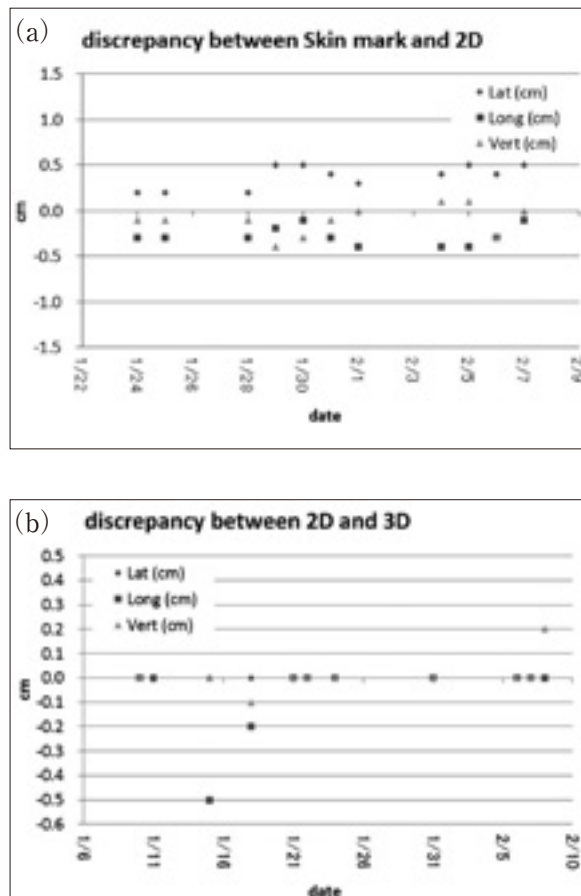 (a)
discrepancy between Skin mark and 2D
1.5
1.0
0.5
0.0
-0.5
-1.0
-1.5
cm
Lat (cm)
Long (cm)
Vert (cm)
1/22
1/24
1/26
1/28
1/30
2/1
2/3
2/5
2/7
2/9
date
(b)
discrepancy between 2D and 3D
0.5
0.4
0.3
0.2
0.1
0.0
-0.1
-0.2
-0.3
-0.4
-0.5
-0.6
cm
Lat (cm)
Long (cm)
Vert (cm)
1/6
1/11
1/16
1/21
1/26
1/31
2/5
2/10
date